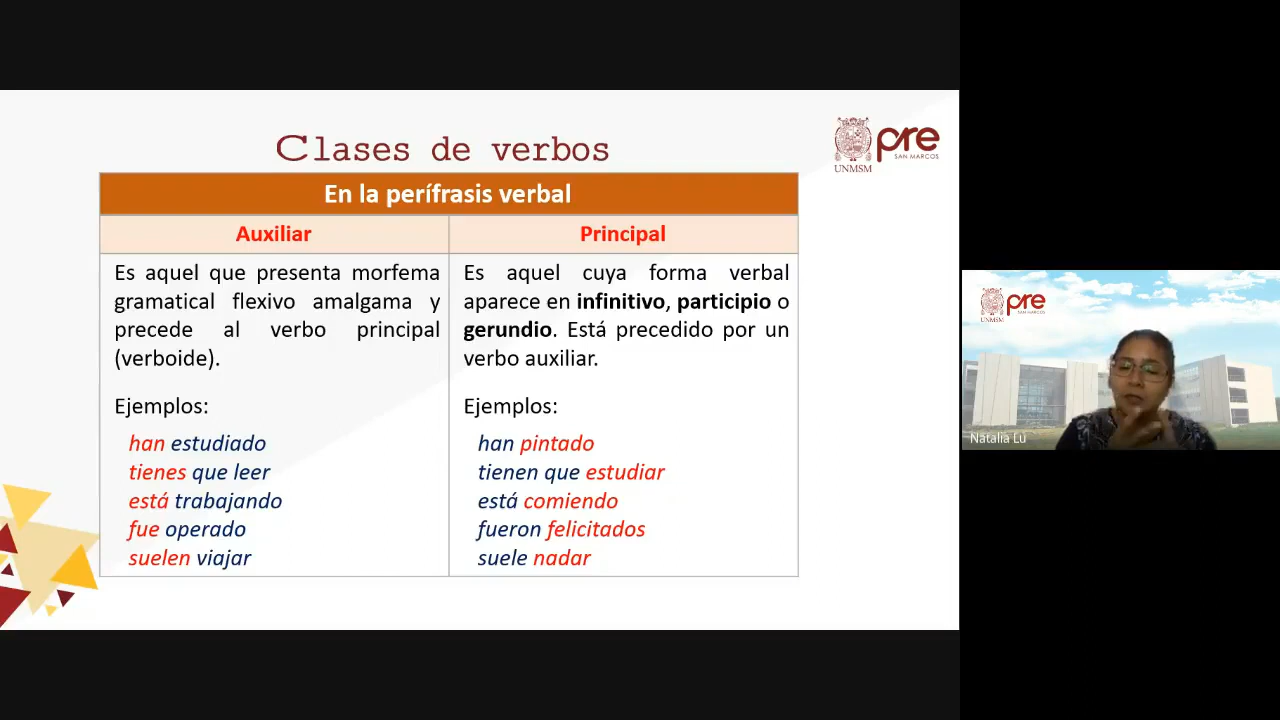 Clases de verbos
pre
SAN MARCOS
UNMSM
En la perífrasis verbal
Auxiliar
Es aquel que presenta morfema
gramatical flexivo amalgama y
precede al verbo principal
(verboide).
Ejemplos:
han estudiado
tienes que leer
está trabajando
fue operado
suelen viajar
Principal
Es aquel cuya forma verbal
aparece en infinitivo, participio o
gerundio. Está precedido por un
verbo auxiliar.
Ejemplos:
han pintado
tienen que estudiar
está comiendo
fueron felicitados
suele nadar
pre
SAN MARCOS
UNMSM
Natalia Lu